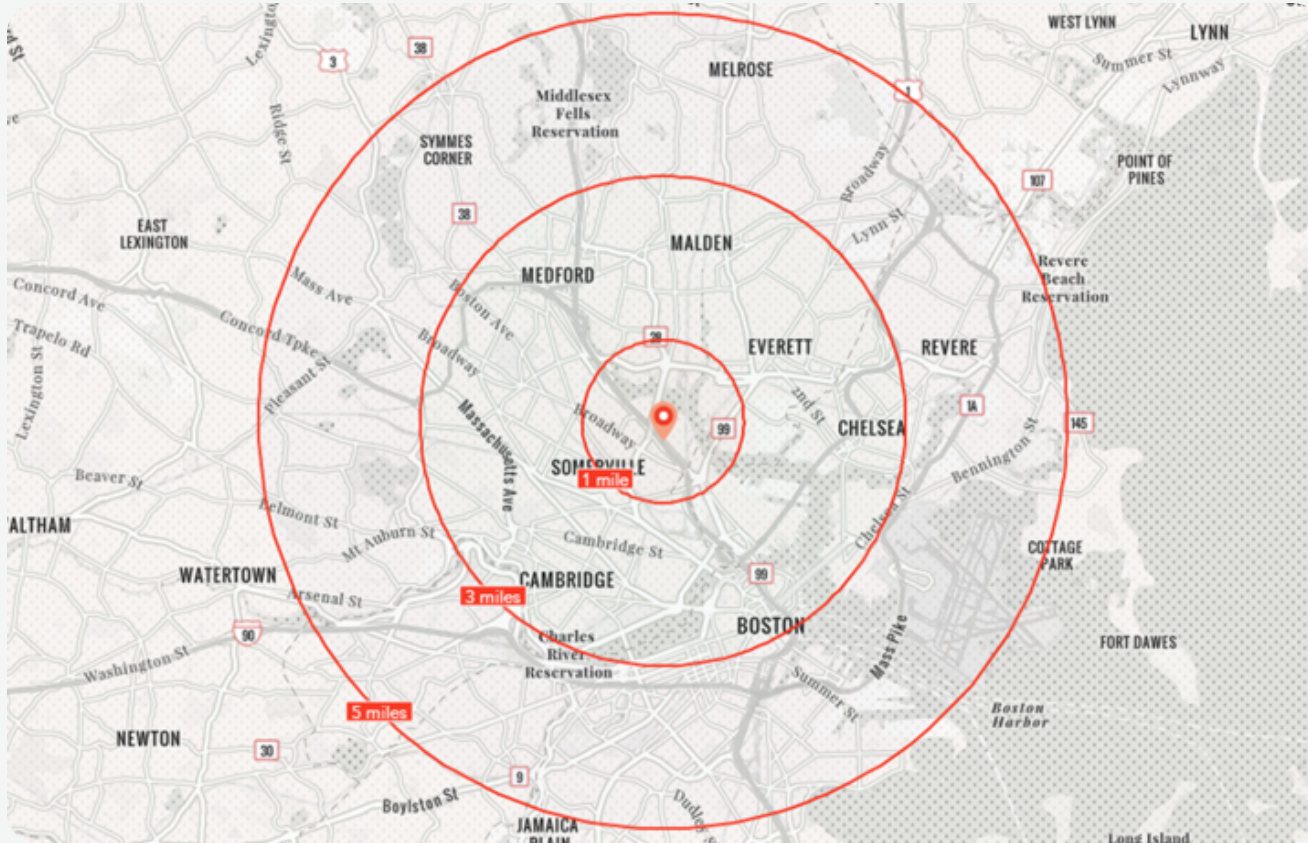 WEST LYNN
LYNN
Summer St
Lynnway
Lexington
38
3
MELROSE
1
Middlesex
Fells
Reservation
Ridge St
SYMMES
CORNER
POINT OF
PINES
107
Broadway
38
EAST
LEXINGTON
Lynn St
MALDEN
MEDFORD
Revere
Beach
Reservation
Mass Ave
Concord Ave
Boston Ave
Concord Tpke
Trapelo Rd
Broadway
28
EVERETT
REVERE
Pleasant St
Lexington St
2nd St
1A
Broadway
99
CHELSEA
145
Massachusetts Ave
Bennington St
SOMERVILLE
1 mile
Beaver St
Belmont St
Chelsea St
ALTHAM
Mt Auburn St
Cambridge St
COTTAGE
PARK
WATERTOWN
CAMBRIDGE
99
Arsenal St
3 miles
BOSTON
90
Charles
River
Reservation
Mass Pike
FORT DAWES
Washington St
Summer St
5 miles
Boston
Harbor
NEWTON
30
9
Boylston St
Dudley S
JAMAICA
PLAIN
Long Island